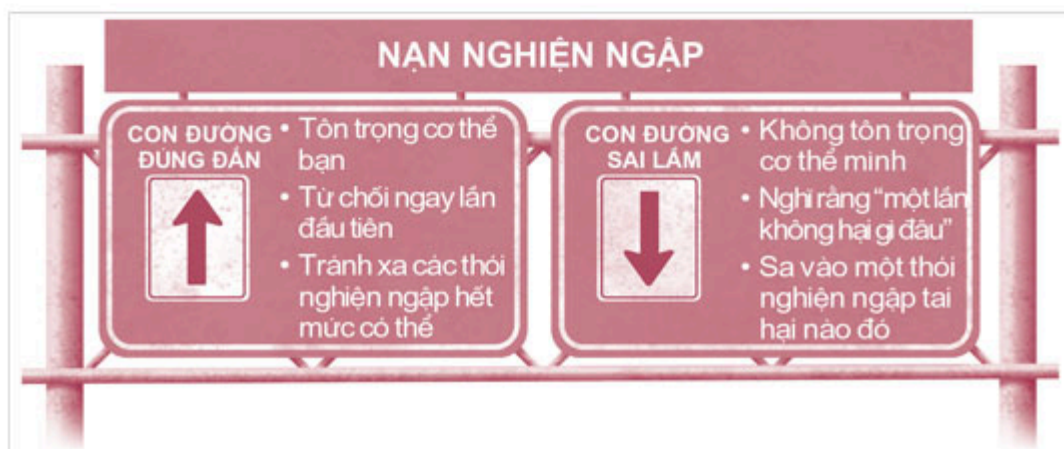 NẠN NGHIỆN NGẬP
CON ĐƯỜNG
ĐÚNG ĐẮN
• Tôn trọng cơ thể
bạn
• Từ chối ngay lần
đầu tiên
• Tránh xa các thói
nghiện ngập hết
mức có thể
CON ĐƯỜNG
SAI LẦM
• Không tôn trọng
cơ thể mình
• Nghĩ rằng “một lần
không hại gì đâu”
• Sa vào một thói
nghiện ngập tai
hại nào đó